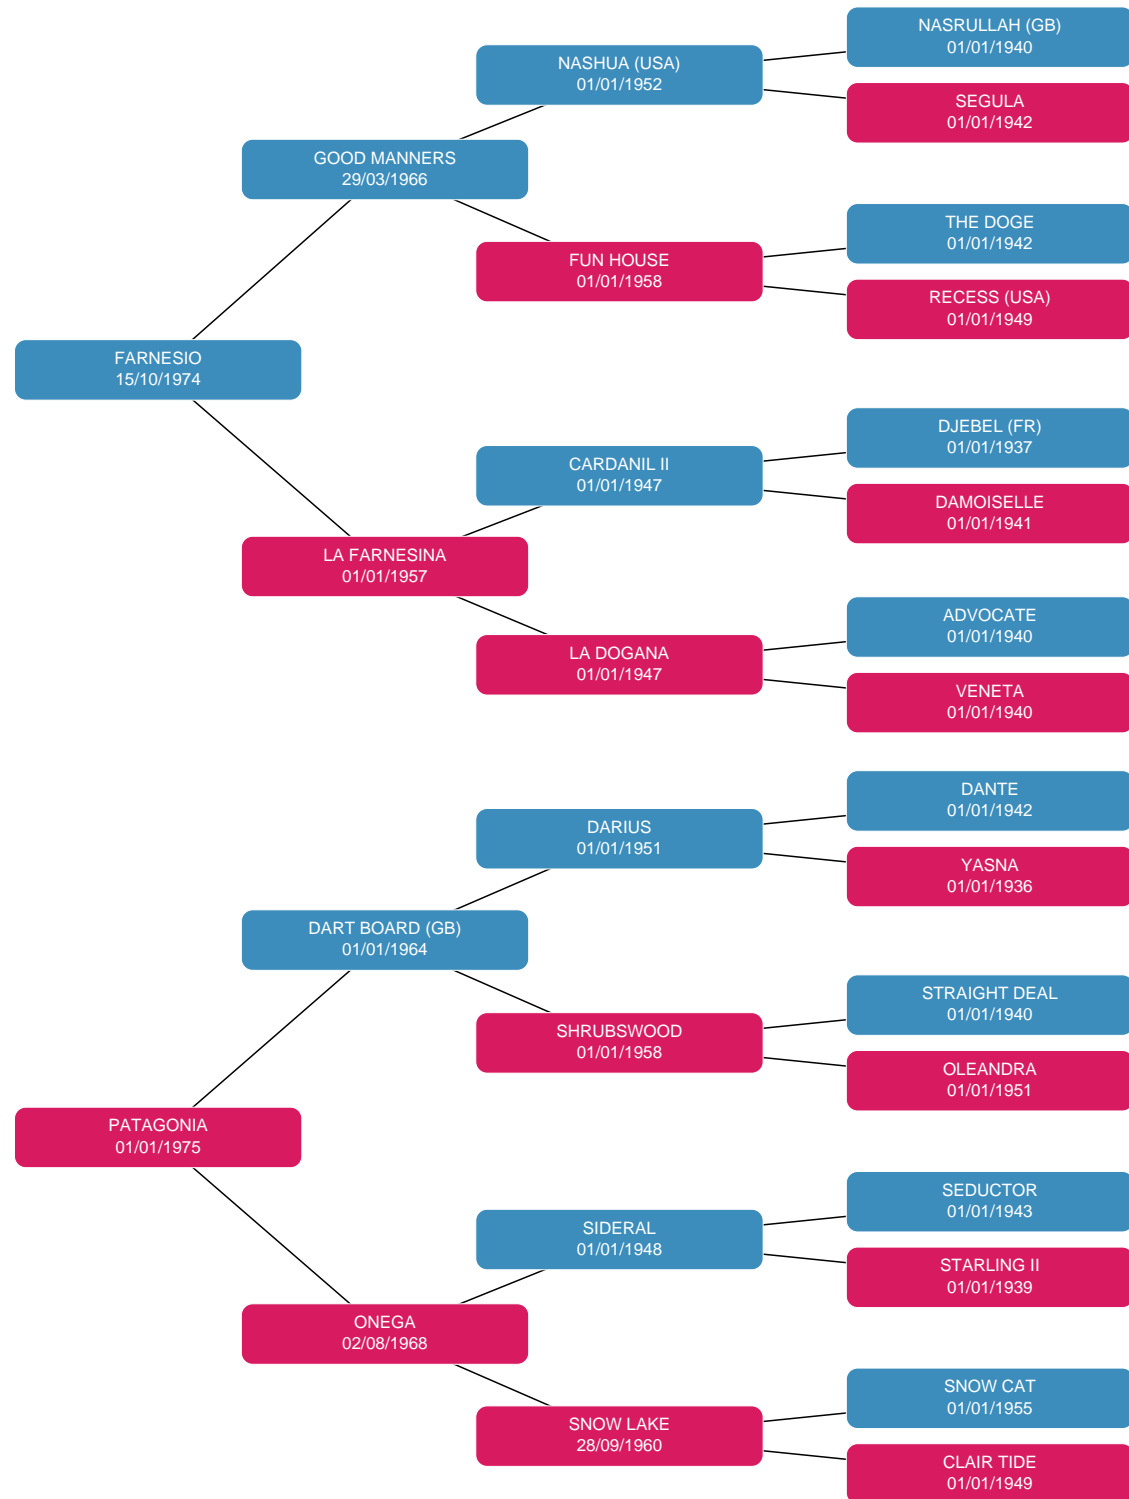 NASRULLAH (GB)
01/01/1940
NASHUA (USA)
01/01/1952
SEGULA
01/01/1942
GOOD MANNERS
29/03/1966
THE DOGE
01/01/1942
FUN HOUSE
01/01/1958
RECESS (USA)
01/01/1949
FARNESIO
15/10/1974
DJEBEL (FR)
01/01/1937
CARDANIL II
01/01/1947
DAMOISELLE
01/01/1941
LA FARNESINA
01/01/1957
ADVOCATE
01/01/1940
LA DOGANA
01/01/1947
VENETA
01/01/1940
DANTE
01/01/1942
DARIUS
01/01/1951
YASNA
01/01/1936
DART BOARD (GB)
01/01/1964
STRAIGHT DEAL
01/01/1940
SHRUBSWOOD
01/01/1958
OLEANDRA
01/01/1951
PATAGONIA
01/01/1975
SEDUCTOR
01/01/1943
SIDERAL
01/01/1948
STARLING II
01/01/1939
ONEGA
02/08/1968
SNOW CAT
01/01/1955
SNOW LAKE
28/09/1960
CLAIR TIDE
01/01/1949